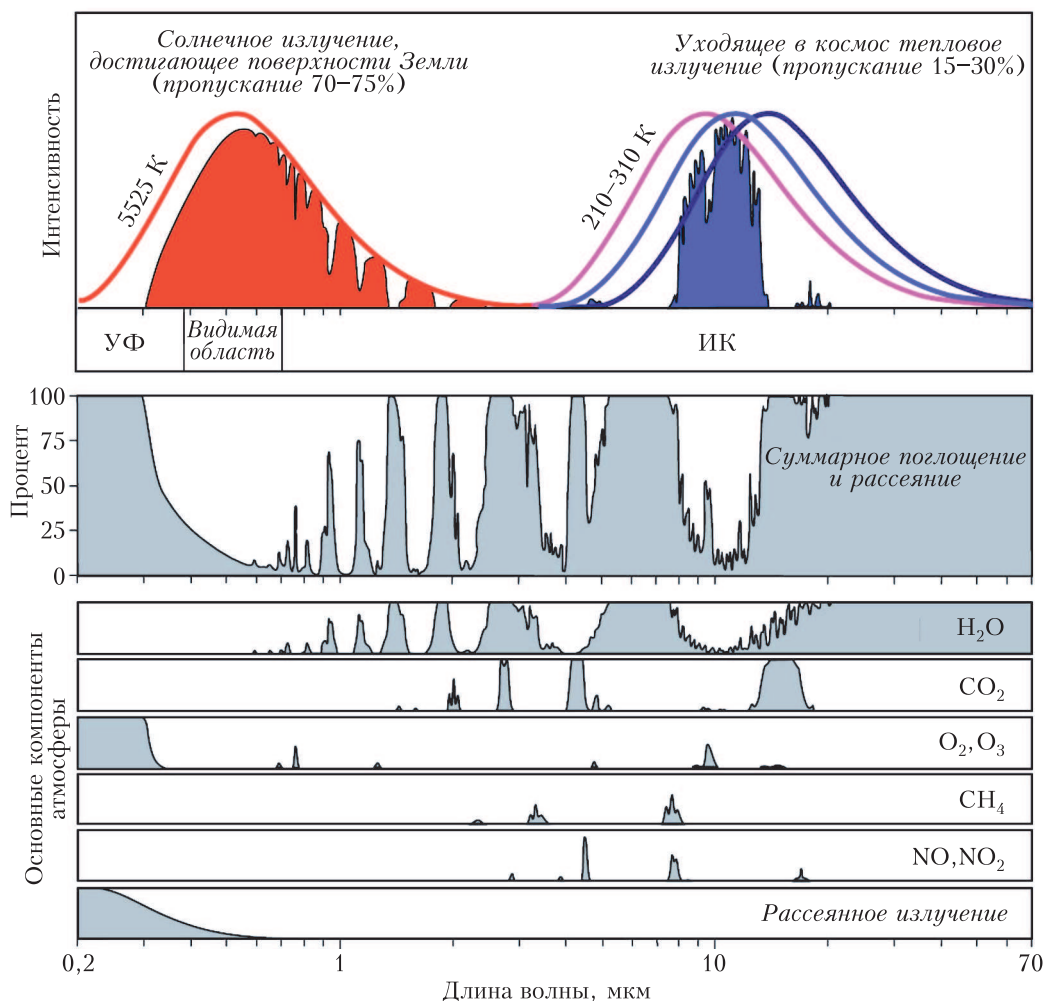 Солнечное излучение,
достигающее поверхности Земли
(пропускание 70–75%)
Уходящее в космос тепловое
излучение (пропускание 15–30%)
Интенсивность
5525 К
210–310 К
УФ
Видимая
область
ИК
Процент
100
75
50
25
0
Суммарное поглощение
и рассеяние
Основные компоненты
атмосферы
H₂O
CO₂
O₂,O₃
CH₄
NO,NO₂
Рассеянное излучение
0,2
1
10
70
Длина волны, мкм